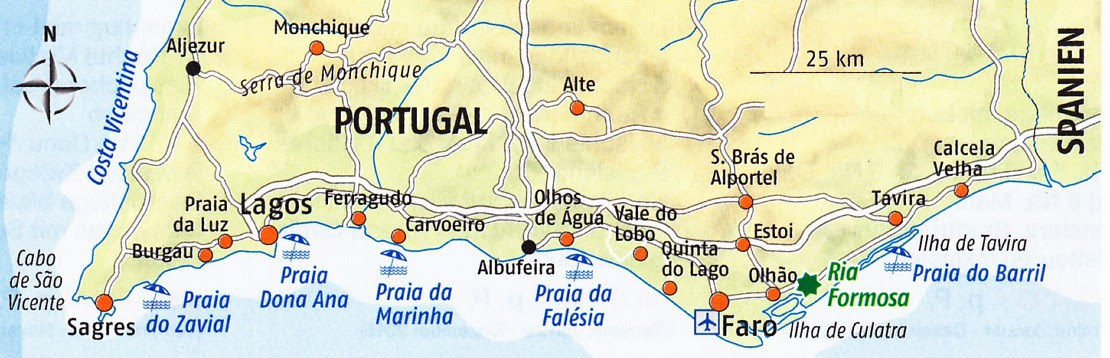 N
Monchique
Aljezur
Serra de Monchique
Costa Vicentina
PORTUGAL
Alte
25 km
SPANIEN
Calcela
Velha
S. Brás de
Alportel
Tavira
Praia
da Luz
Lagos
Ferragudo
Carvoeiro
Olhos
de Água
Vale do
Lobo
Estoi
Burgau
Quinta
do Lago
Olhão
Ria
Formosa
Ilha de Tavira
Praia do Barril
Cabo
de São
Vicente
Praia
Dona Ana
Praia da
Marinha
Albufeira
Praia da
Falésia
Praia
do Zavial
Sagres
Faro
Ilha de Culatra